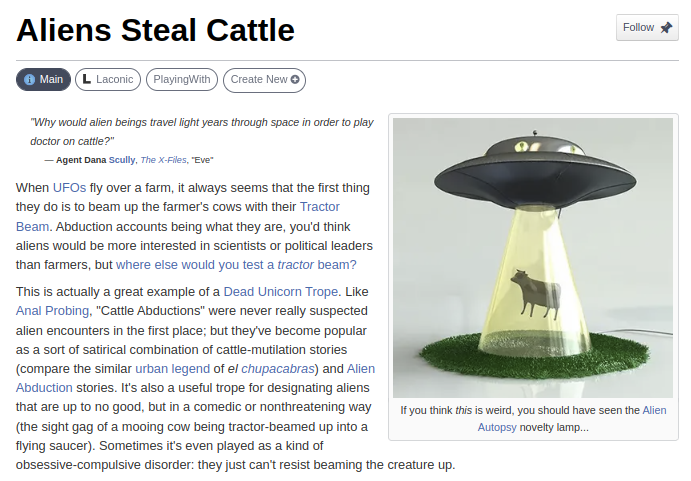 Aliens Steal Cattle
Follow
Main
Laconic
PlayingWith
Create New
"Why would alien beings travel light years through space in order to play
doctor on cattle?"
— Agent Dana Scully, The X-Files, "Eve"
When UFOs fly over a farm, it always seems that the first thing
they do is to beam up the farmer's cows with their Tractor
Beam. Abduction accounts being what they are, you'd think
aliens would be more interested in scientists or political leaders
than farmers, but where else would you test a tractor beam?
This is actually a great example of a Dead Unicorn Trope. Like
Anal Probing, "Cattle Abductions" were never really suspected
alien encounters in the first place; but they've become popular
as a sort of satirical combination of cattle-mutilation stories
(compare the similar urban legend of el chupacabras) and Alien
Abduction stories. It's also a useful trope for designating aliens
that are up to no good, but in a comedic or nonthreatening way
(the sight gag of a mooing cow being tractor-beamed up into a
flying saucer). Sometimes it's even played as a kind of
obsessive-compulsive disorder: they just can't resist beaming the creature up.
If you think this is weird, you should have seen the Alien
Autopsy novelty lamp...